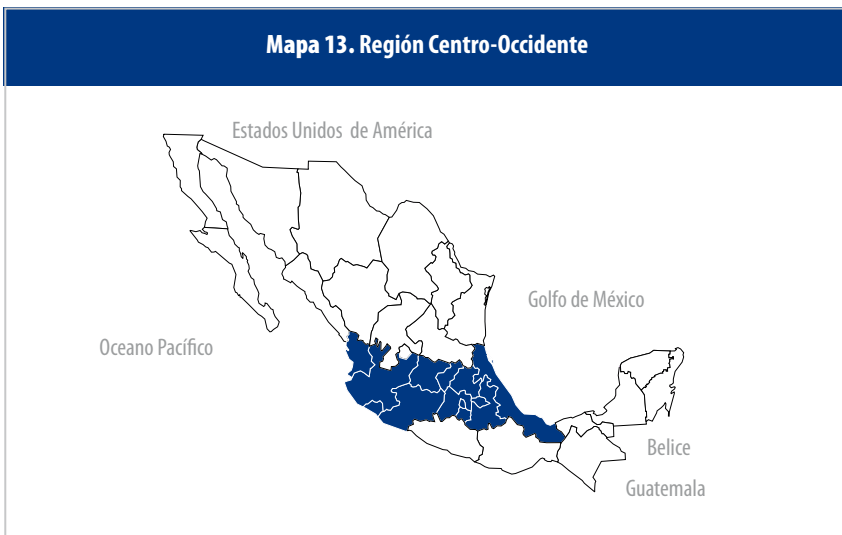 Mapa 13. Región Centro-Occidente
Estados Unidos de América
Golfo de México
Oceano Pacífico
Belice
Guatemala